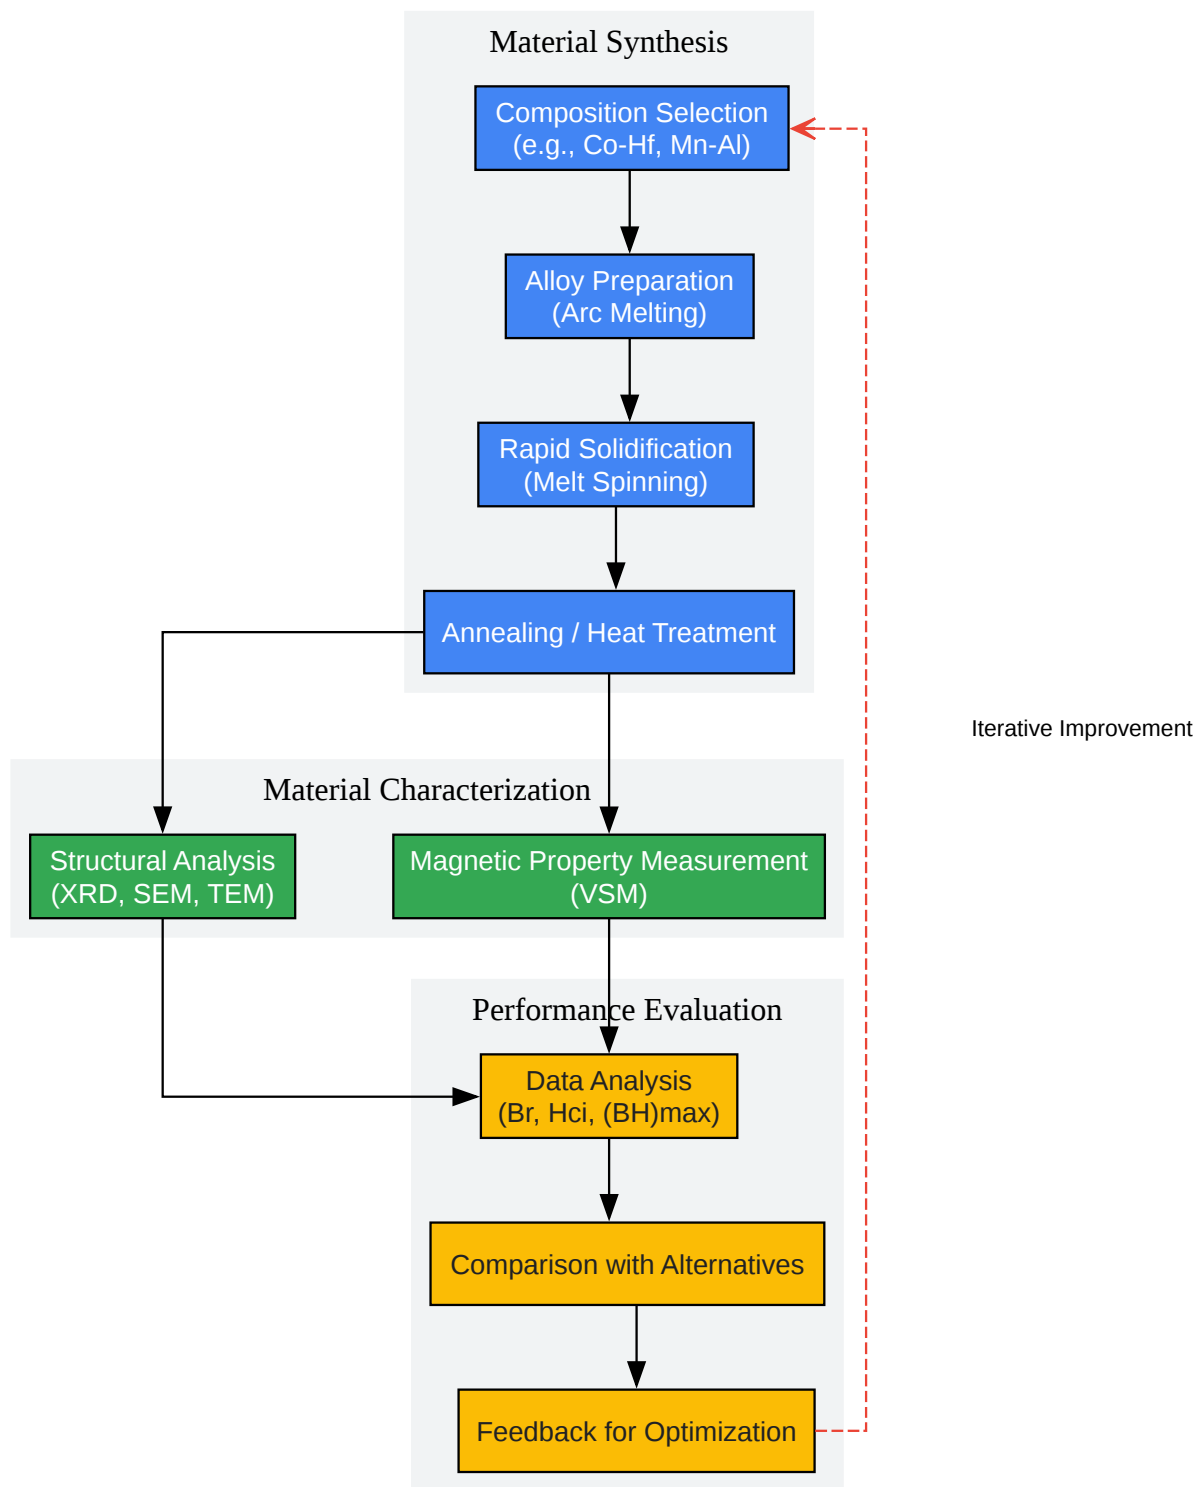 Material Synthesis
Composition Selection
(e.g., Co-Hf, Mn-Al)
Alloy Preparation
(Arc Melting)
Rapid Solidification
(Melt Spinning)
Annealing / Heat Treatment
Iterative Improvement
Material Characterization
Structural Analysis
(XRD, SEM, TEM)
Magnetic Property Measurement
(VSM)
Performance Evaluation
Data Analysis
(Br, Hci, (BH)max)
Comparison with Alternatives
Feedback for Optimization